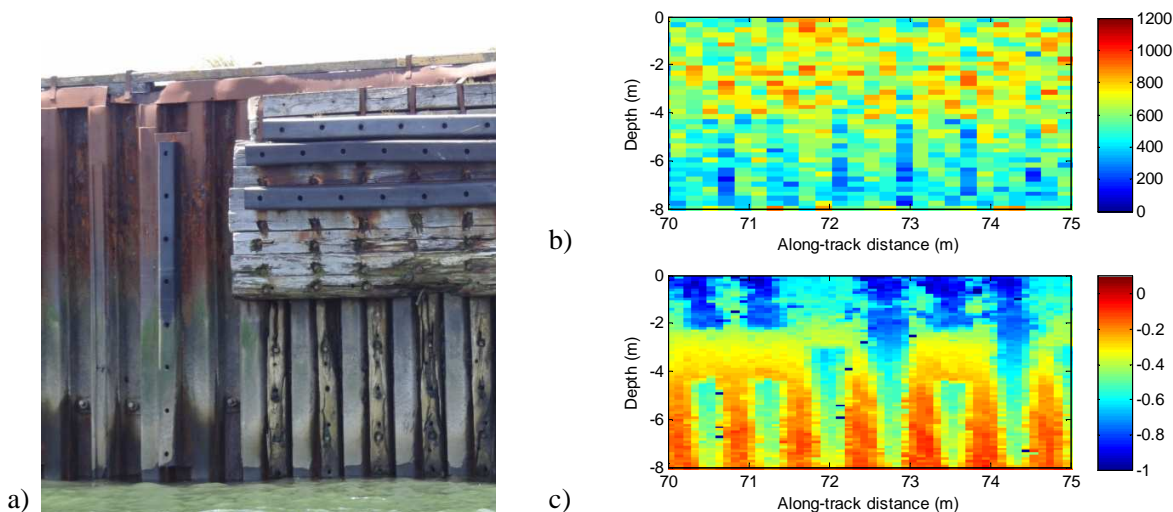 a)
b)
0
-2
-4
-6
-8
Depth (m)
70 71 72 73 74 75
Along-track distance (m)
1200
1000
800
600
400
200
0
c)
0
-2
-4
-6
-8
Depth (m)
70 71 72 73 74 75
Along-track distance (m)
0
-0.2
-0.4
-0.6
-0.8
-1